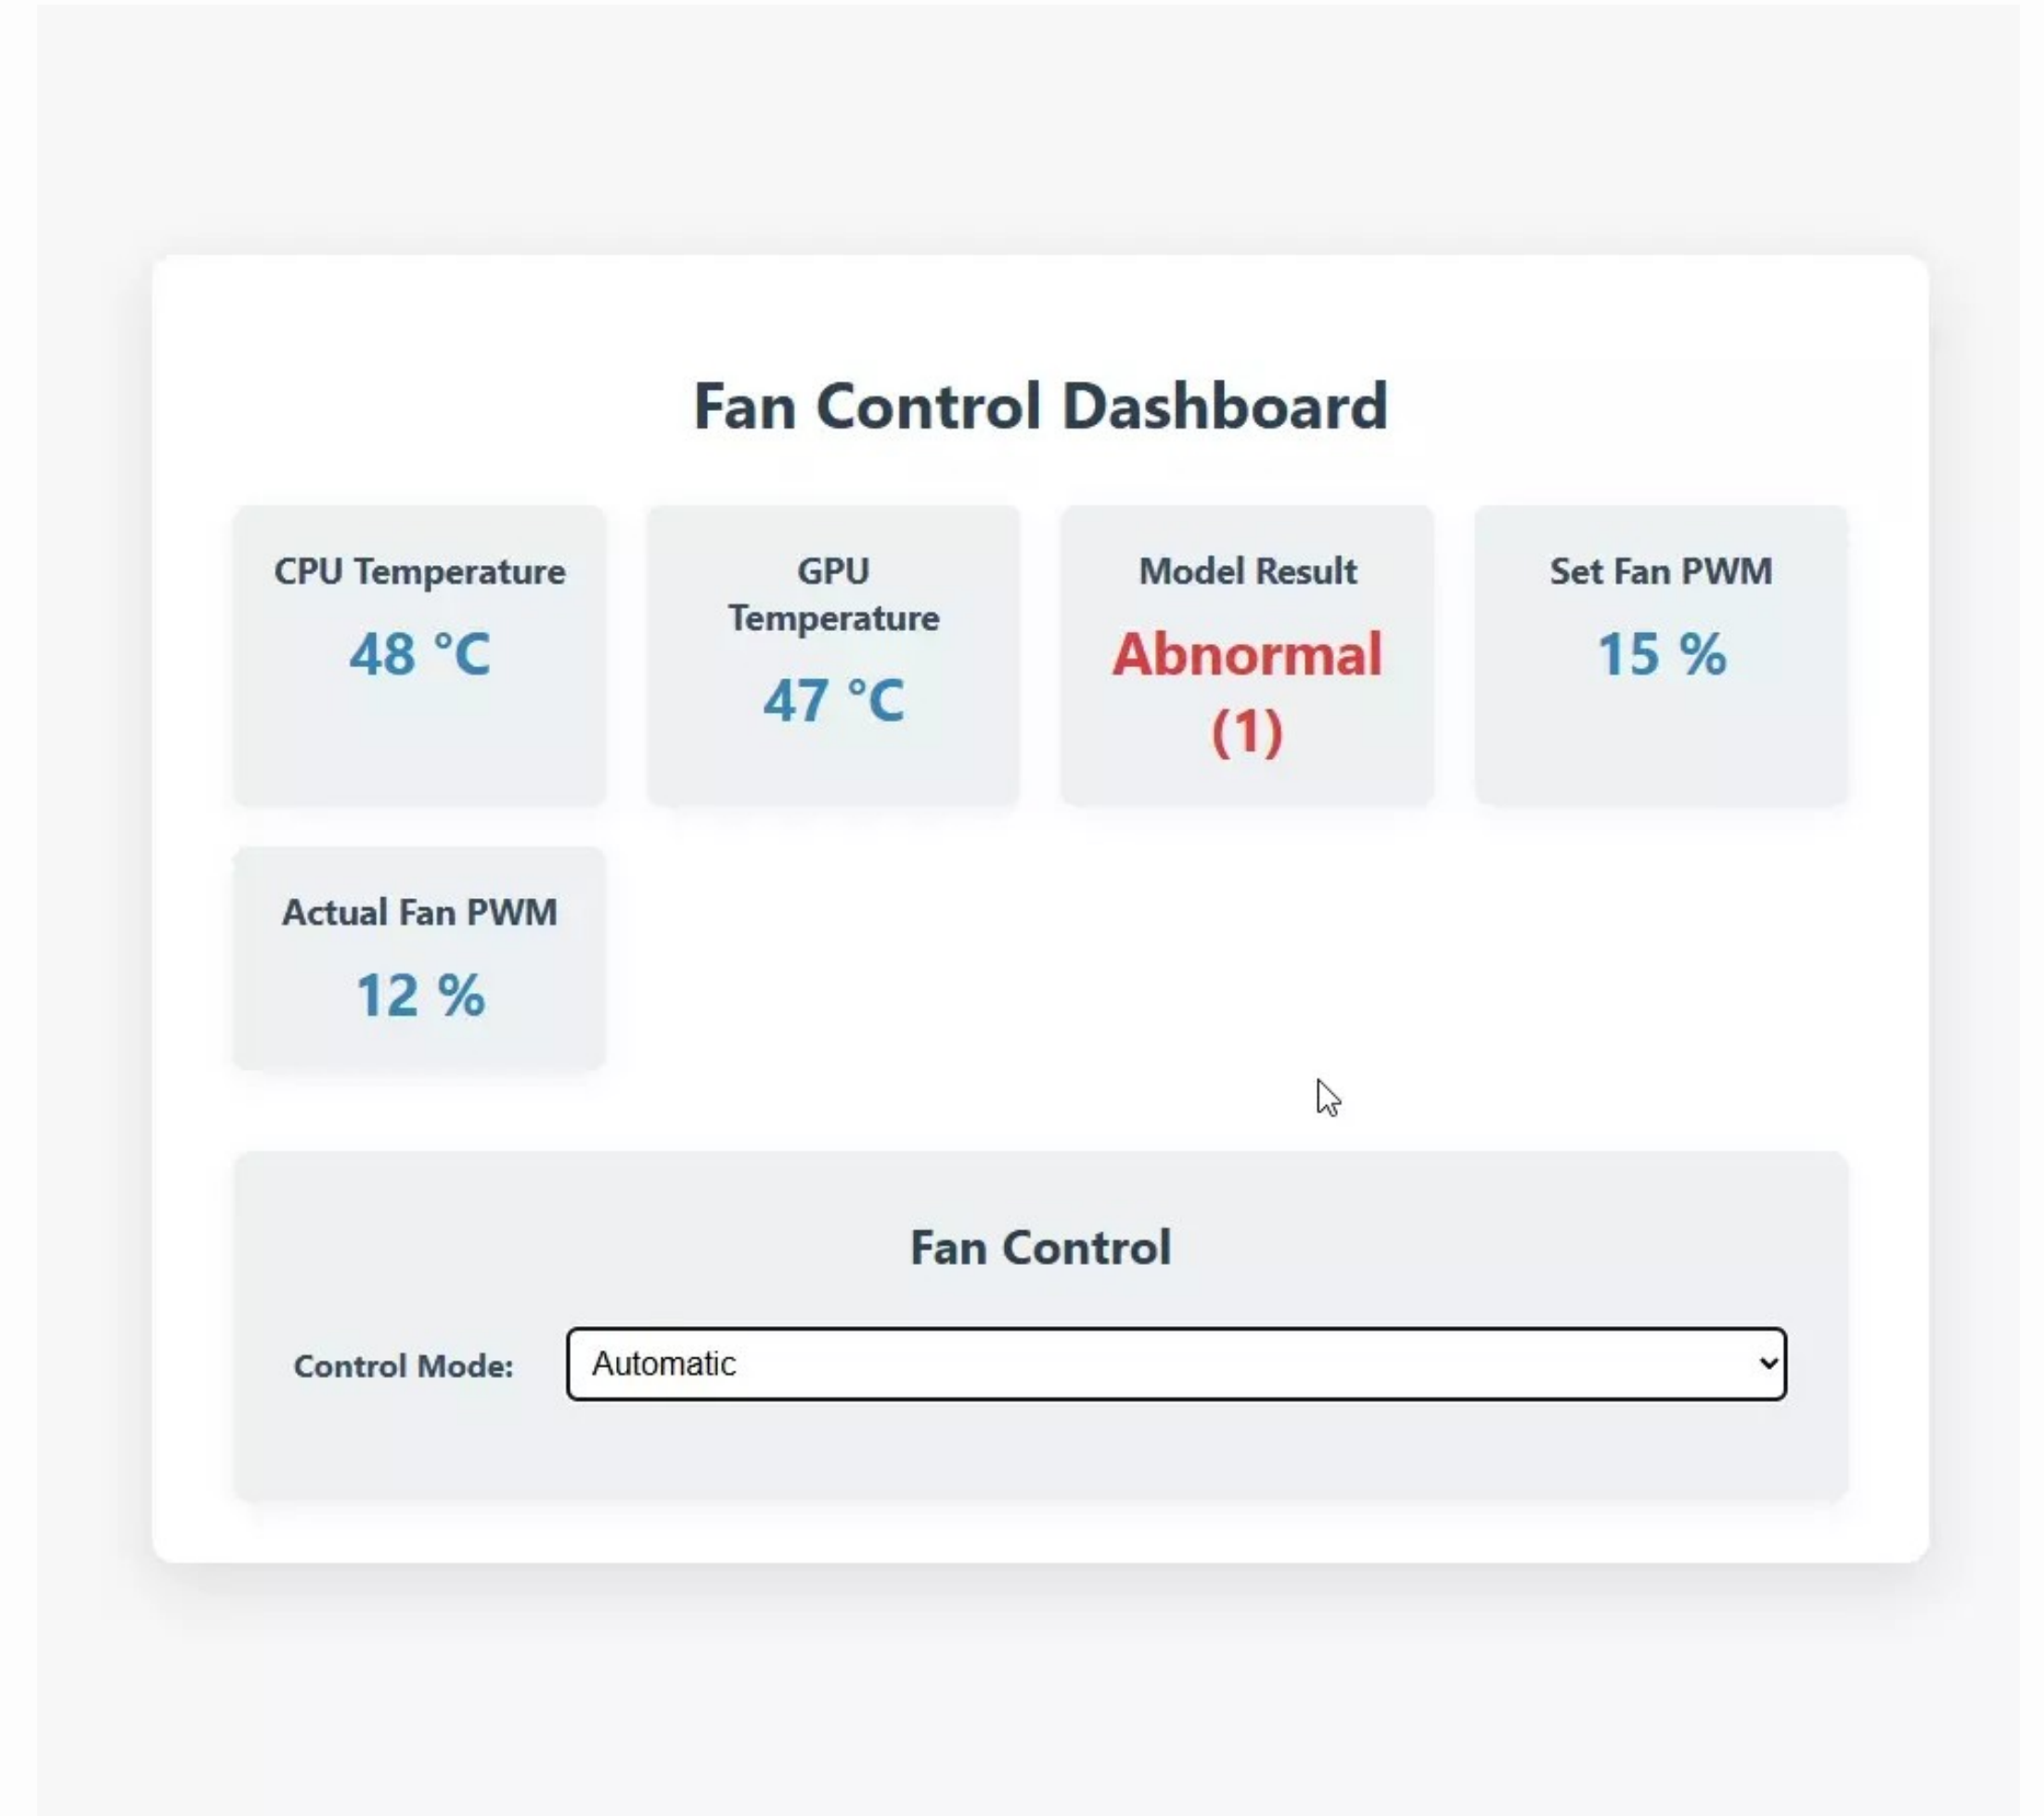 Fan Control Dashboard
CPU Temperature
48 °C
GPU
Temperature
47 °C
Model Result
Abnormal
(1)
Set Fan PWM
15 %
Actual Fan PWM
12 %
Fan Control
Control Mode:
Automatic